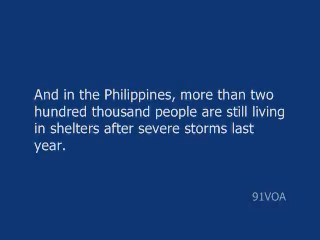 And in the Philippines, more than two
hundred thousand people are still living
in shelters after severe storms last
year.
91VOA